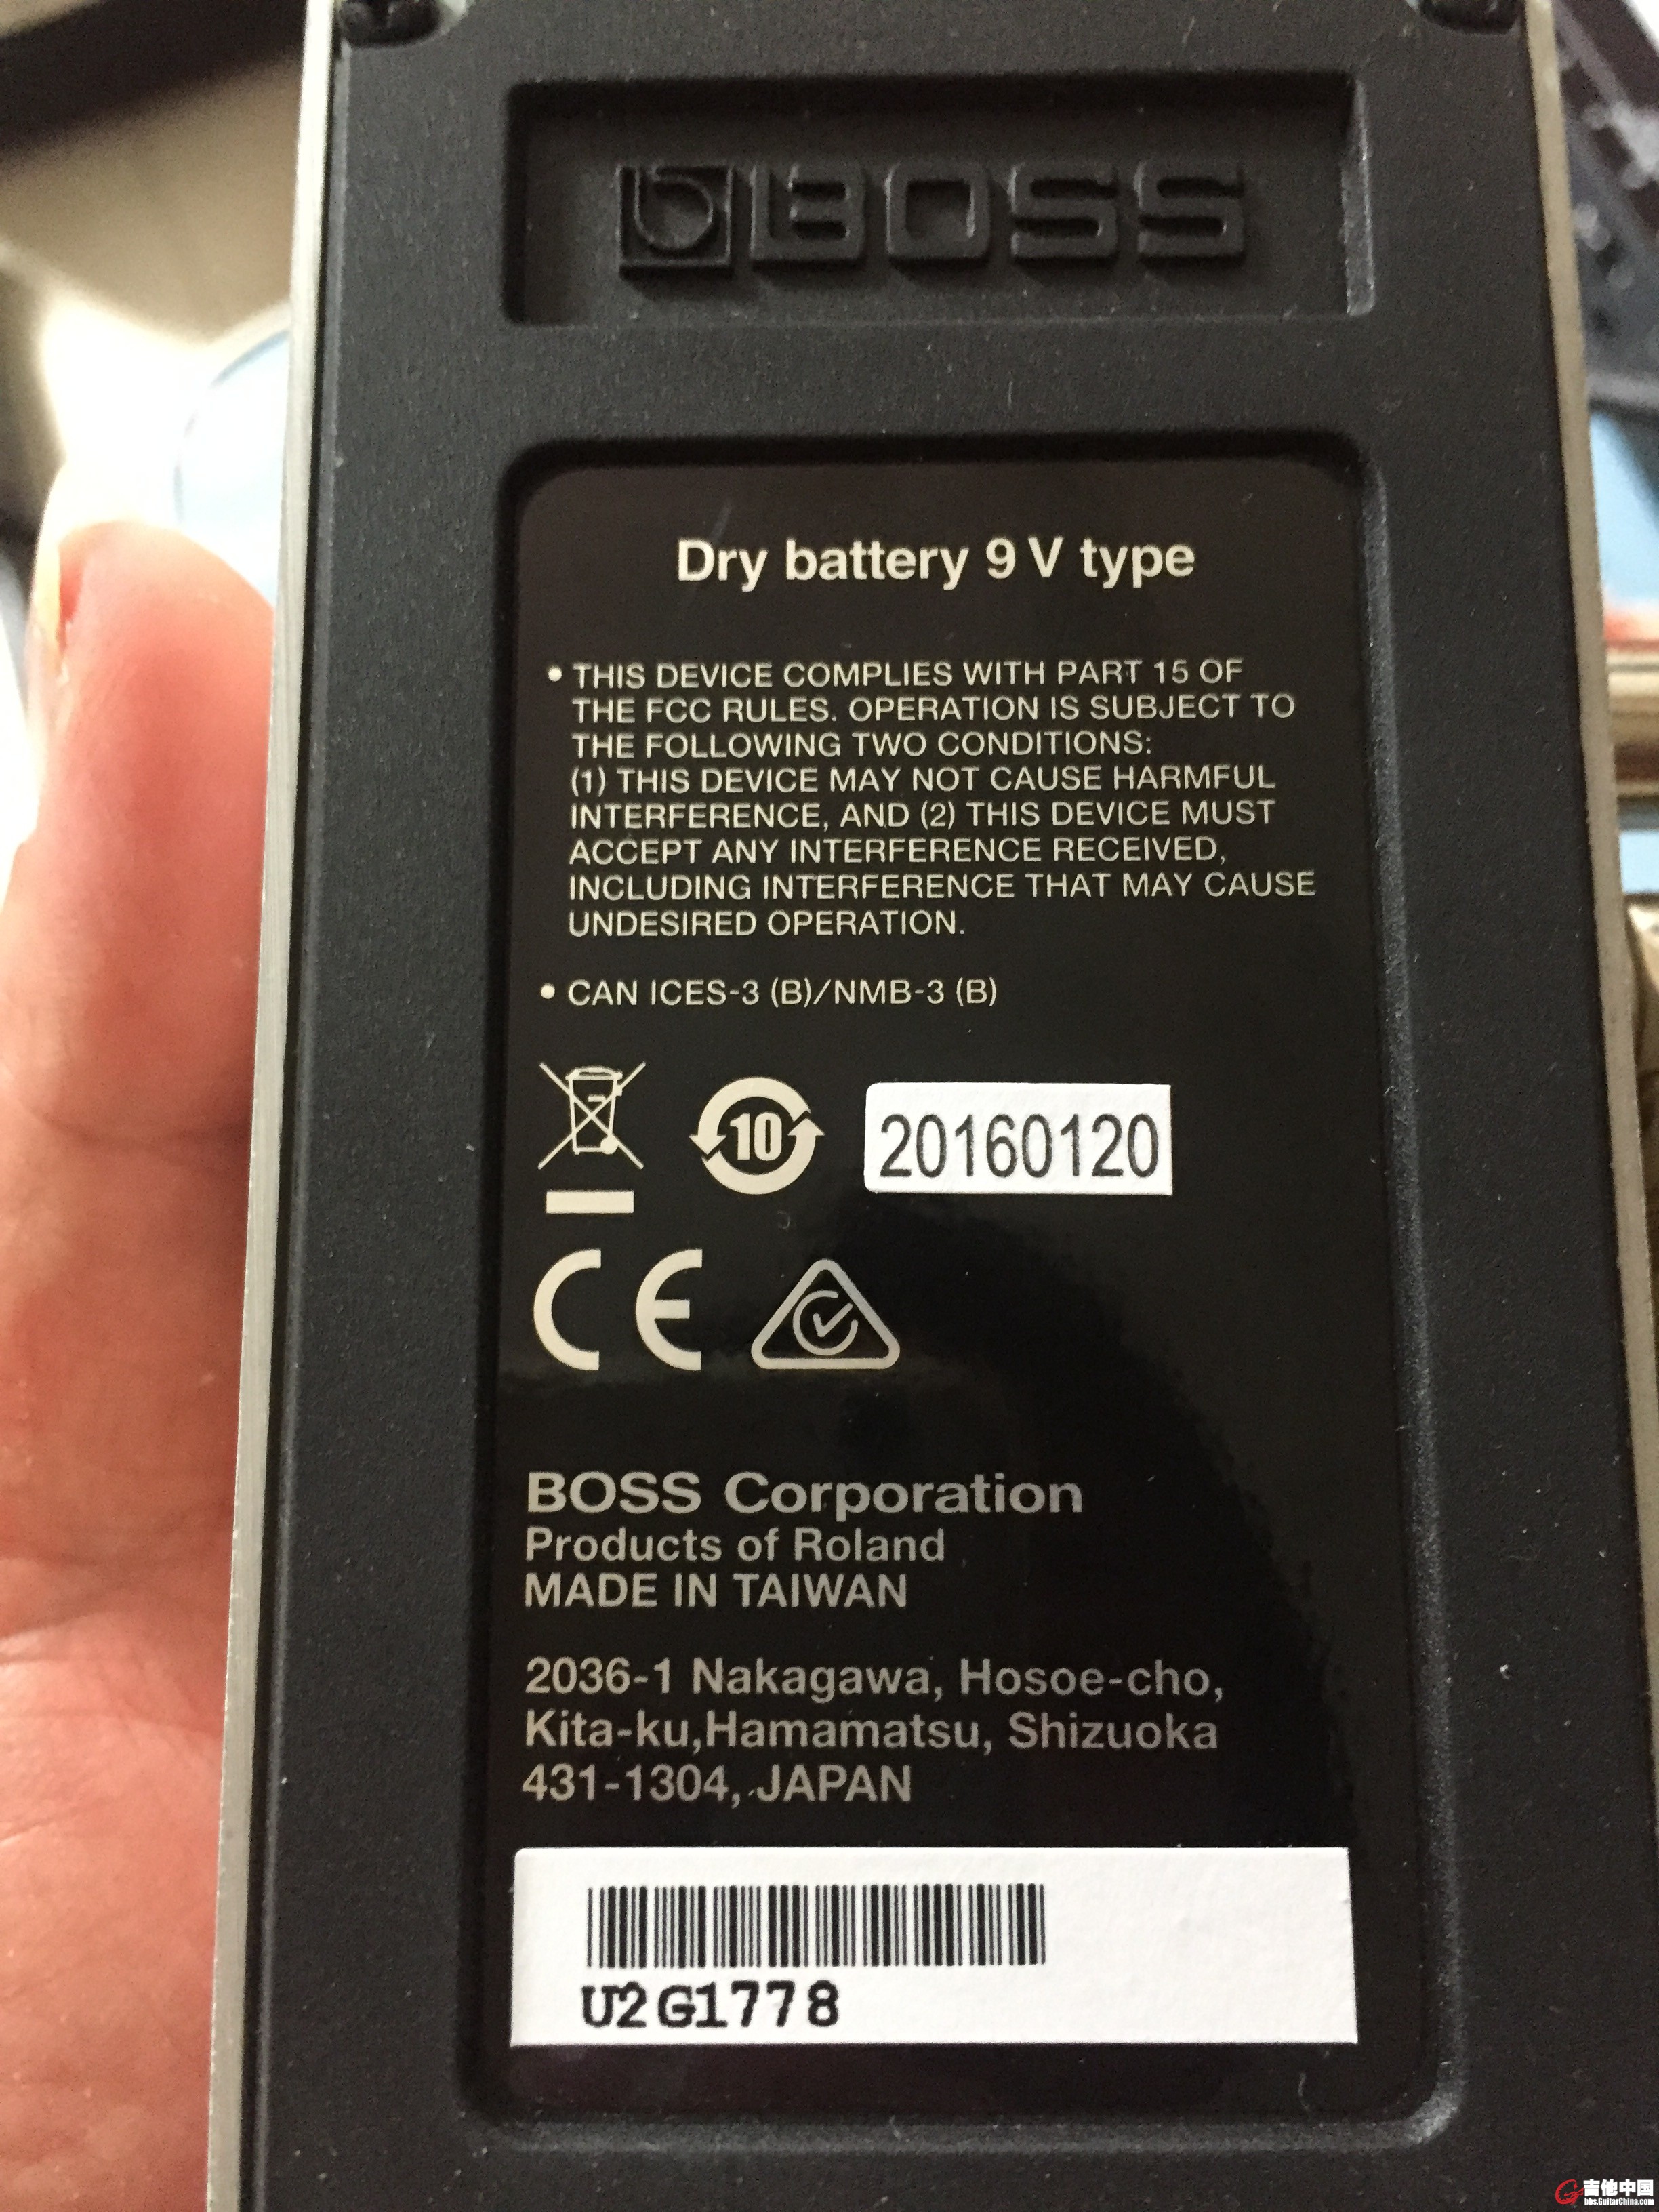 BOSS
Dry battery 9 V type
• THIS DEVICE COMPLIES WITH PART 15 OF
THE FCC RULES. OPERATION IS SUBJECT TO
THE FOLLOWING TWO CONDITIONS:
(1) THIS DEVICE MAY NOT CAUSE HARMFUL
INTERFERENCE, AND (2) THIS DEVICE MUST
ACCEPT ANY INTERFERENCE RECEIVED,
INCLUDING INTERFERENCE THAT MAY CAUSE
UNDESIRED OPERATION.
• CAN ICES-3 (B)/NMB-3 (B)
10
20160120
CE
BOSS Corporation
Products of Roland
MADE IN TAIWAN
2036-1 Nakagawa, Hosoe-cho,
Kita-ku,Hamamatsu, Shizuoka
431-1304, JAPAN
U2G1778
吉他中国
bbs.GuitarChina.com